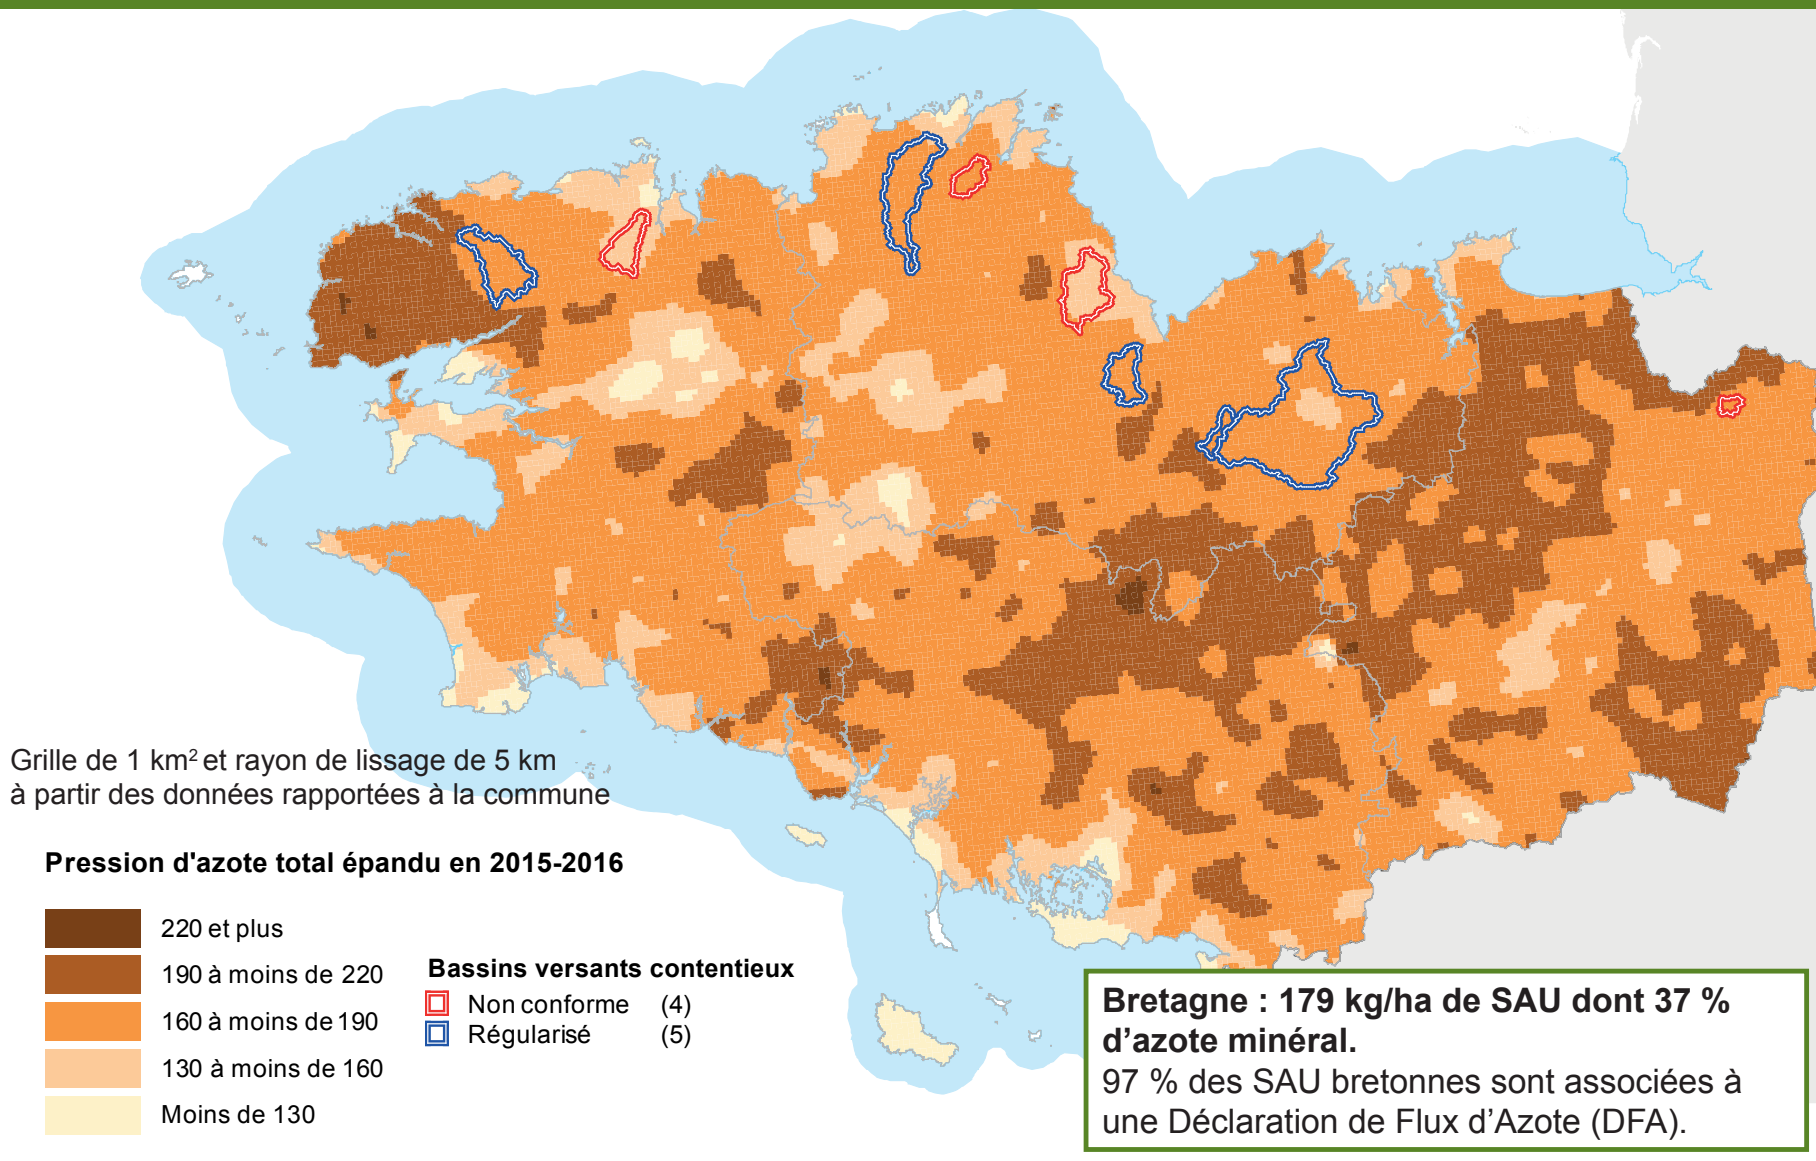 Grille de 1 km² et rayon de lissage de 5 km
à partir des données rapportées à la commune
Pression d'azote total épandu en 2015-2016
220 et plus
190 à moins de 220
160 à moins de 190
130 à moins de 160
Moins de 130
Bassins versants contentieux
Non conforme (4)
Régularisé (5)
Bretagne : 179 kg/ha de SAU dont 37 %
d’azote minéral.
97 % des SAU bretonnes sont associées à
une Déclaration de Flux d’Azote (DFA).